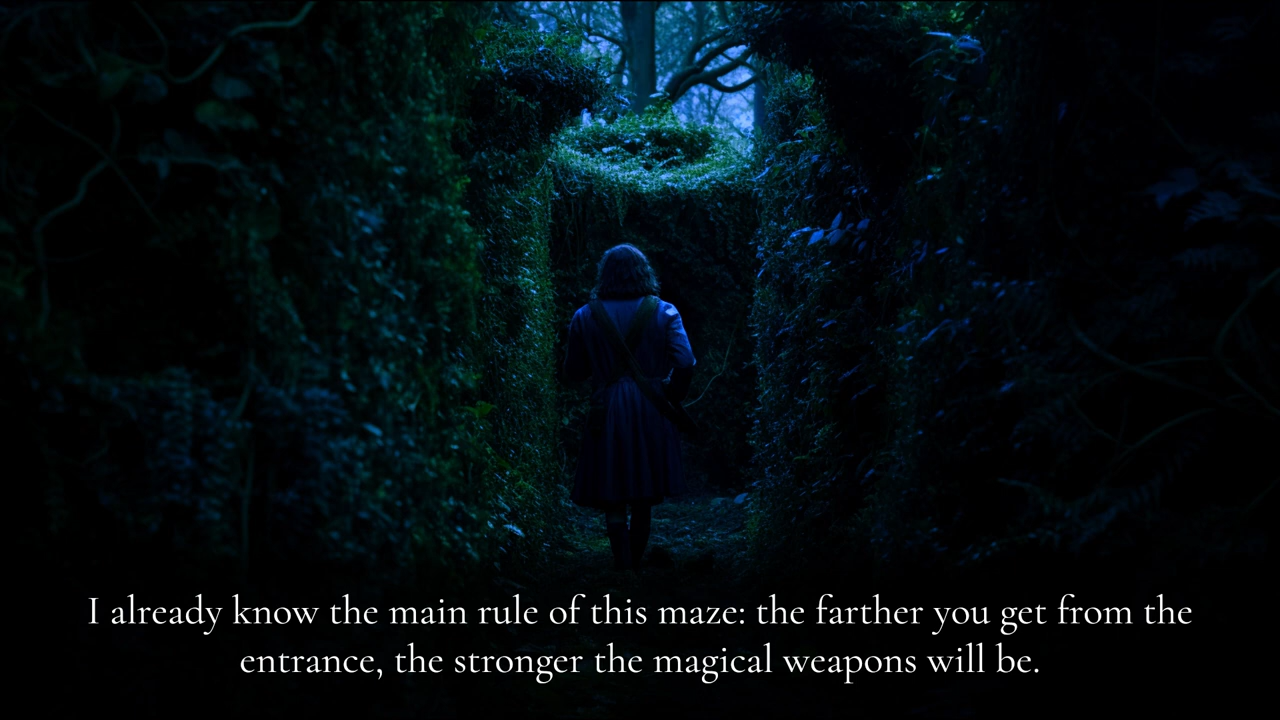 I already know the main rule of this maze: the farther you get from the
entrance, the stronger the magical weapons will be.